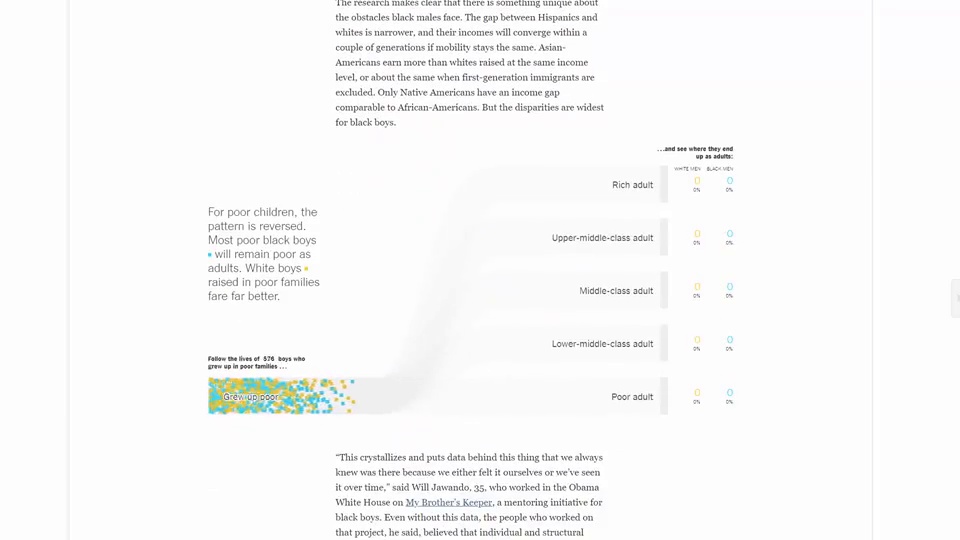 The research makes clear that there is something unique about
the obstacles black males face. The gap between Hispanics and
whites is narrower, and their incomes will converge within a
couple of generations if mobility stays the same. Asian-
Americans earn more than whites raised at the same income
level, or about the same when first-generation immigrants are
excluded. Only Native Americans have an income gap
comparable to African-Americans. But the disparities are widest
for black boys.
...and see where they end
up as adults:
WHITE MEN BLACK MEN
Rich adult 0 0
0% 0%
For poor children, the
pattern is reversed.
Most poor black boys
will remain poor as
adults. White boys
raised in poor families
fare far better.
Upper-middle-class adult 0 0
0% 0%
Middle-class adult 0 0
0% 0%
Lower-middle-class adult 0 0
0% 0%
Follow the lives of 576 boys who
grew up in poor families ...
Grew up poor
Poor adult 0 0
0% 0%
“This crystallizes and puts data behind this thing that we always
knew was there because we either felt it ourselves or we’ve seen
it over time,” said Will Jawando, 35, who worked in the Obama
White House on My Brother’s Keeper, a mentoring initiative for
black boys. Even without this data, the people who worked on
that project, he said, believed that individual and structural